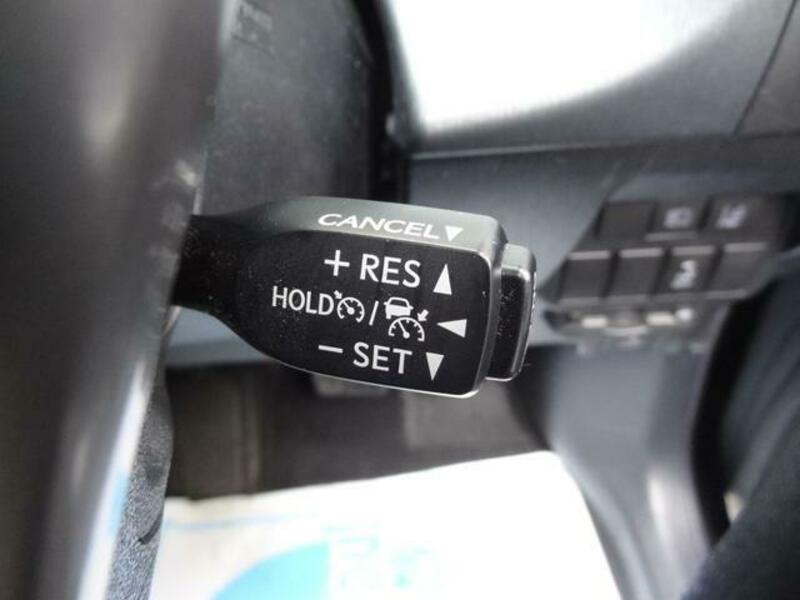 CANCEL▼
+ RES ▲
HOLD / ◀
− SET ▼